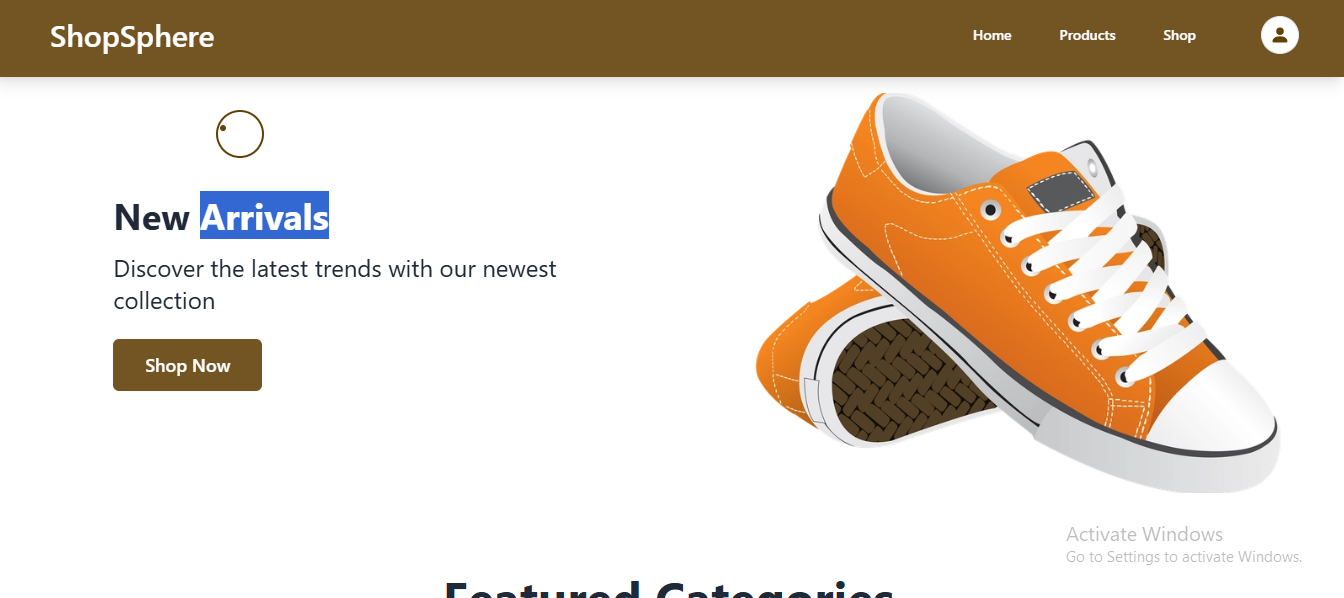 ShopSphere
Home
Products
Shop
New Arrivals
Discover the latest trends with our newest
collection
Shop Now
Activate Windows
Go to Settings to activate Windows.
Featured Categories